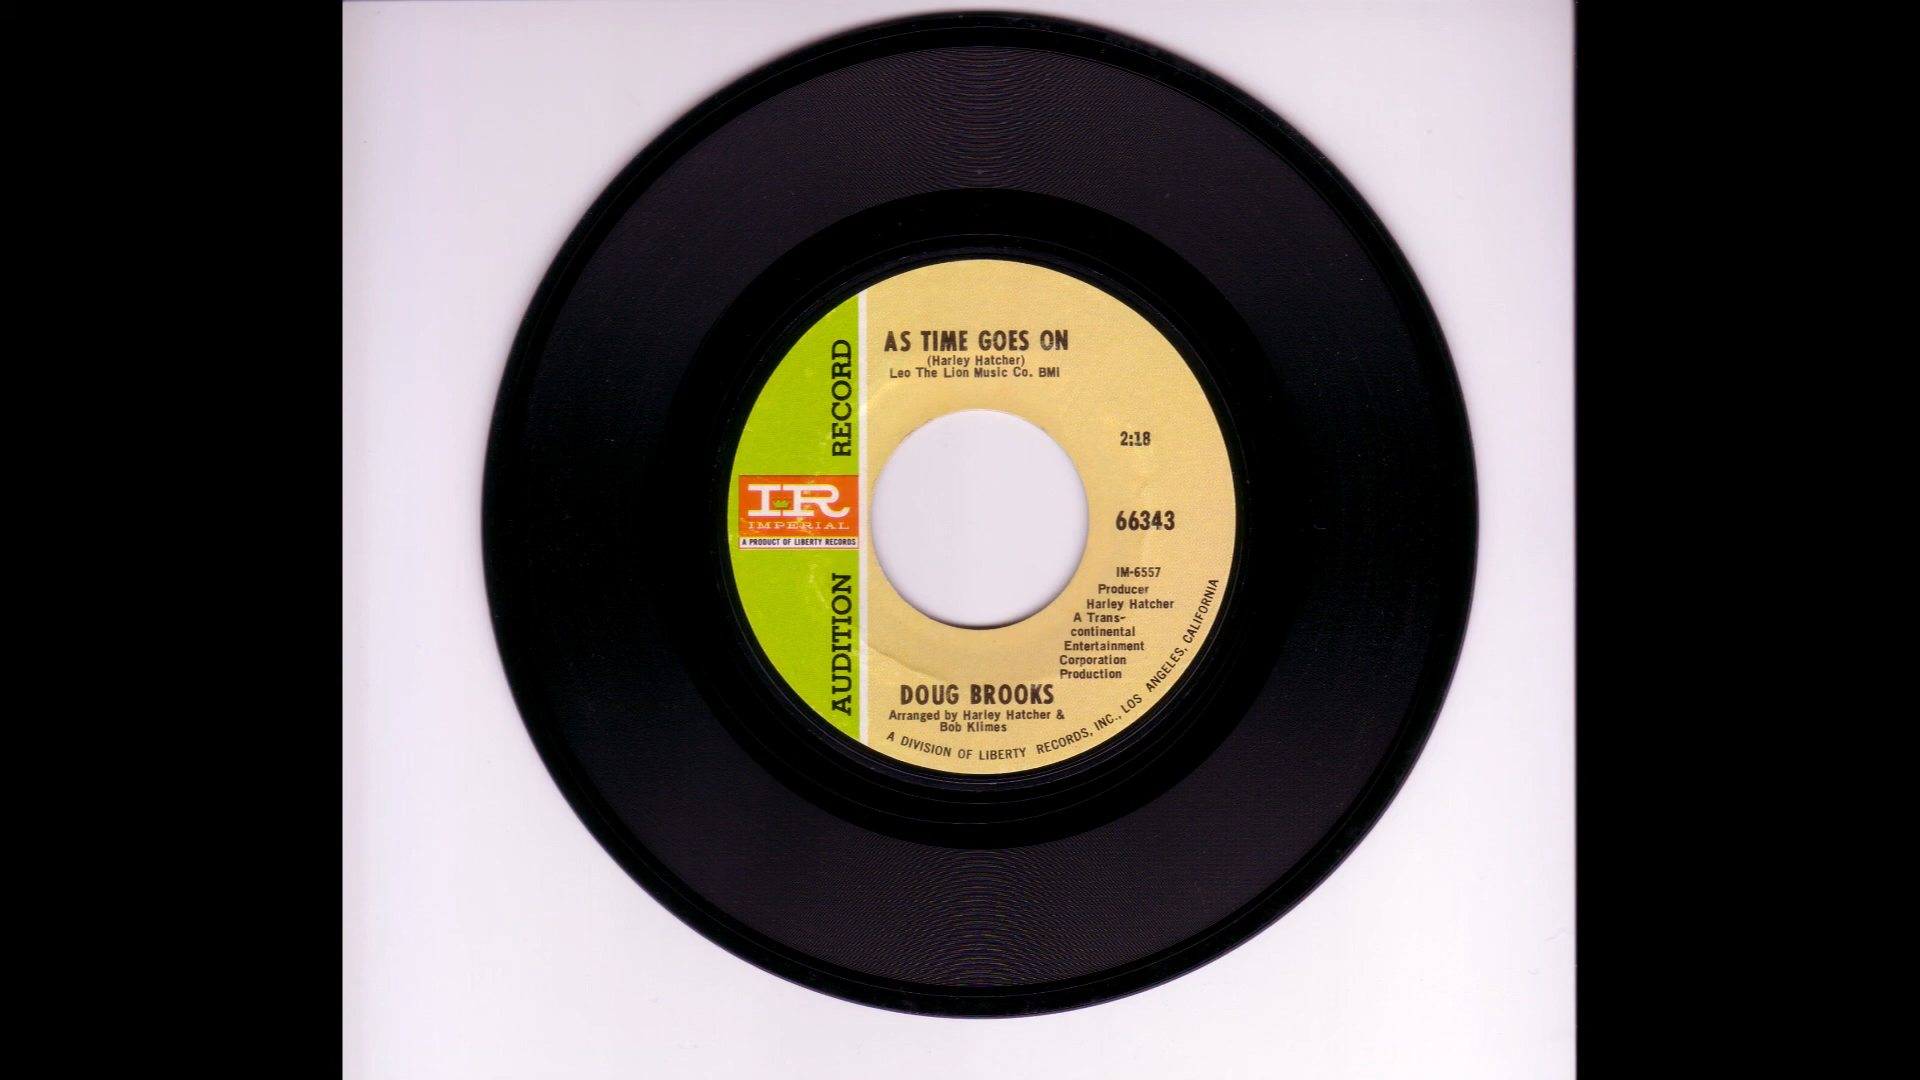 AS TIME GOES ON
(Harley Hatcher)
Leo The Lion Music Co. BMI
2:18
66343
IM-6557
Producer
Harley Hatcher
A Trans-
continental
Entertainment
Corporation
Production
DOUG BROOKS
Arranged by Harley Hatcher &
Bob Klimes
A DIVISION OF LIBERTY RECORDS, INC., LOS ANGELES, CALIFORNIA
AUDITION RECORD
IR
IMPERIAL
A PRODUCT OF LIBERTY RECORDS